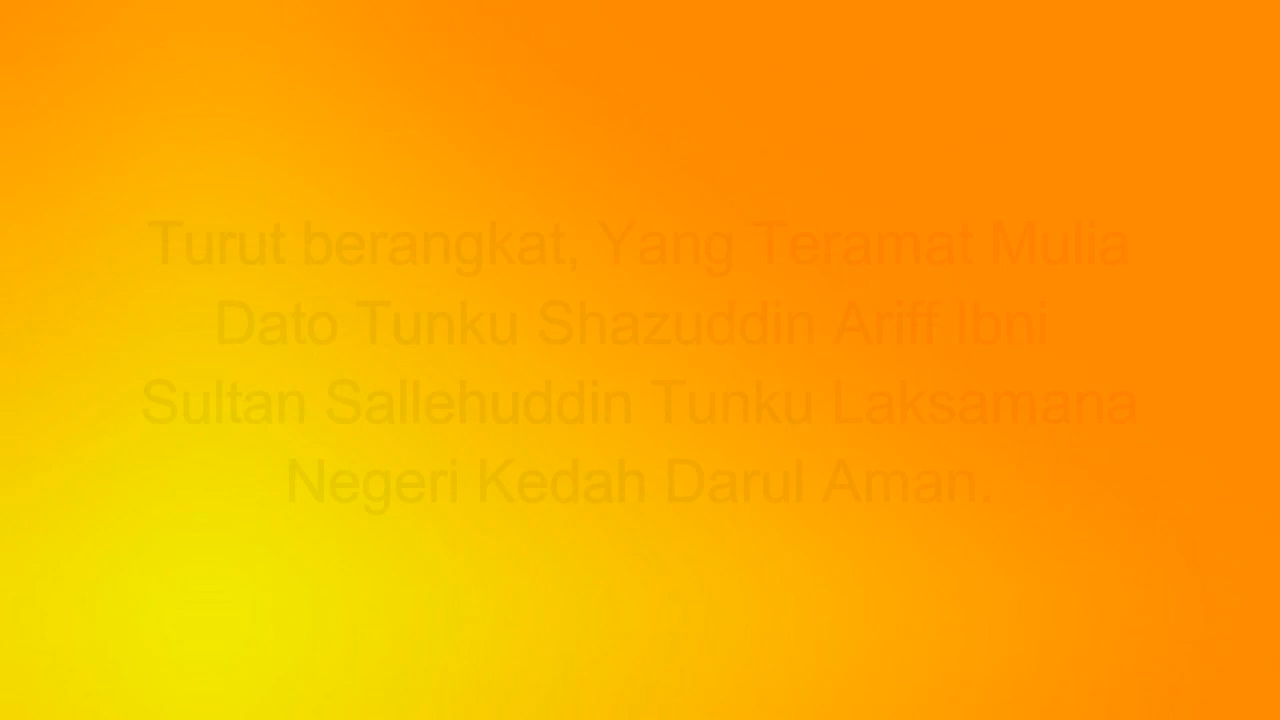 Turut berangkat, Yang Teramat Mulia
Dato Tunku Shazuddin Ariff Ibni
Sultan Sallehuddin Tunku Laksamana
Negeri Kedah Darul Aman.